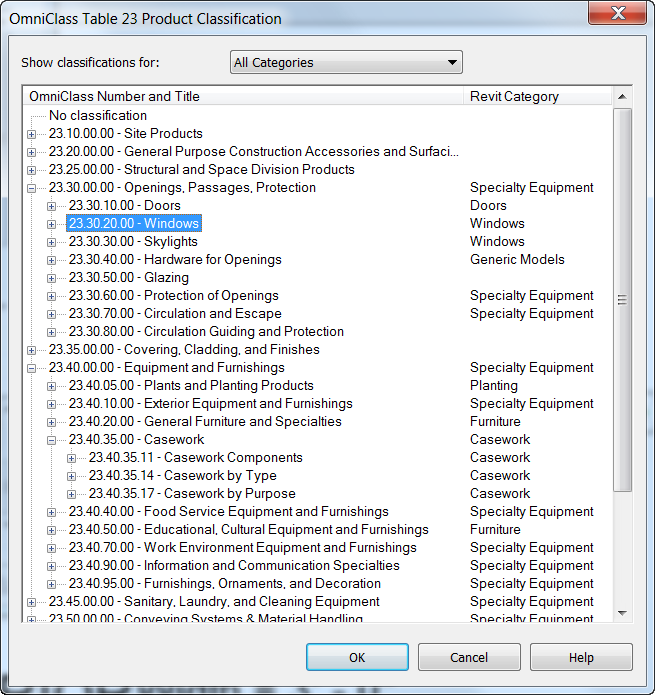 OmniClass Table 23 Product Classification
Show classifications for: All Categories
OmniClass Number and Title Revit Category
No classification
23.10.00.00 - Site Products
23.20.00.00 - General Purpose Construction Accessories and Surfaci...
23.25.00.00 - Structural and Space Division Products
23.30.00.00 - Openings, Passages, Protection Specialty Equipment
23.30.10.00 - Doors Doors
23.30.20.00 - Windows Windows
23.30.30.00 - Skylights Windows
23.30.40.00 - Hardware for Openings Generic Models
23.30.50.00 - Glazing
23.30.60.00 - Protection of Openings Specialty Equipment
23.30.70.00 - Circulation and Escape Specialty Equipment
23.30.80.00 - Circulation Guiding and Protection
23.35.00.00 - Covering, Cladding, and Finishes
23.40.00.00 - Equipment and Furnishings Specialty Equipment
23.40.05.00 - Plants and Planting Products Planting
23.40.10.00 - Exterior Equipment and Furnishings Specialty Equipment
23.40.20.00 - General Furniture and Specialties Furniture
23.40.35.00 - Casework Casework
23.40.35.11 - Casework Components Casework
23.40.35.14 - Casework by Type Casework
23.40.35.17 - Casework by Purpose Casework
23.40.40.00 - Food Service Equipment and Furnishings Specialty Equipment
23.40.50.00 - Educational, Cultural Equipment and Furnishings Furniture
23.40.70.00 - Work Environment Equipment and Furnishings Specialty Equipment
23.40.90.00 - Information and Communication Specialties Specialty Equipment
23.40.95.00 - Furnishings, Ornaments, and Decoration Specialty Equipment
23.45.00.00 - Sanitary, Laundry, and Cleaning Equipment Specialty Equipment
23.50.00.00 - Conveying Systems & Material Handling Specialty Equipment
OK Cancel Help